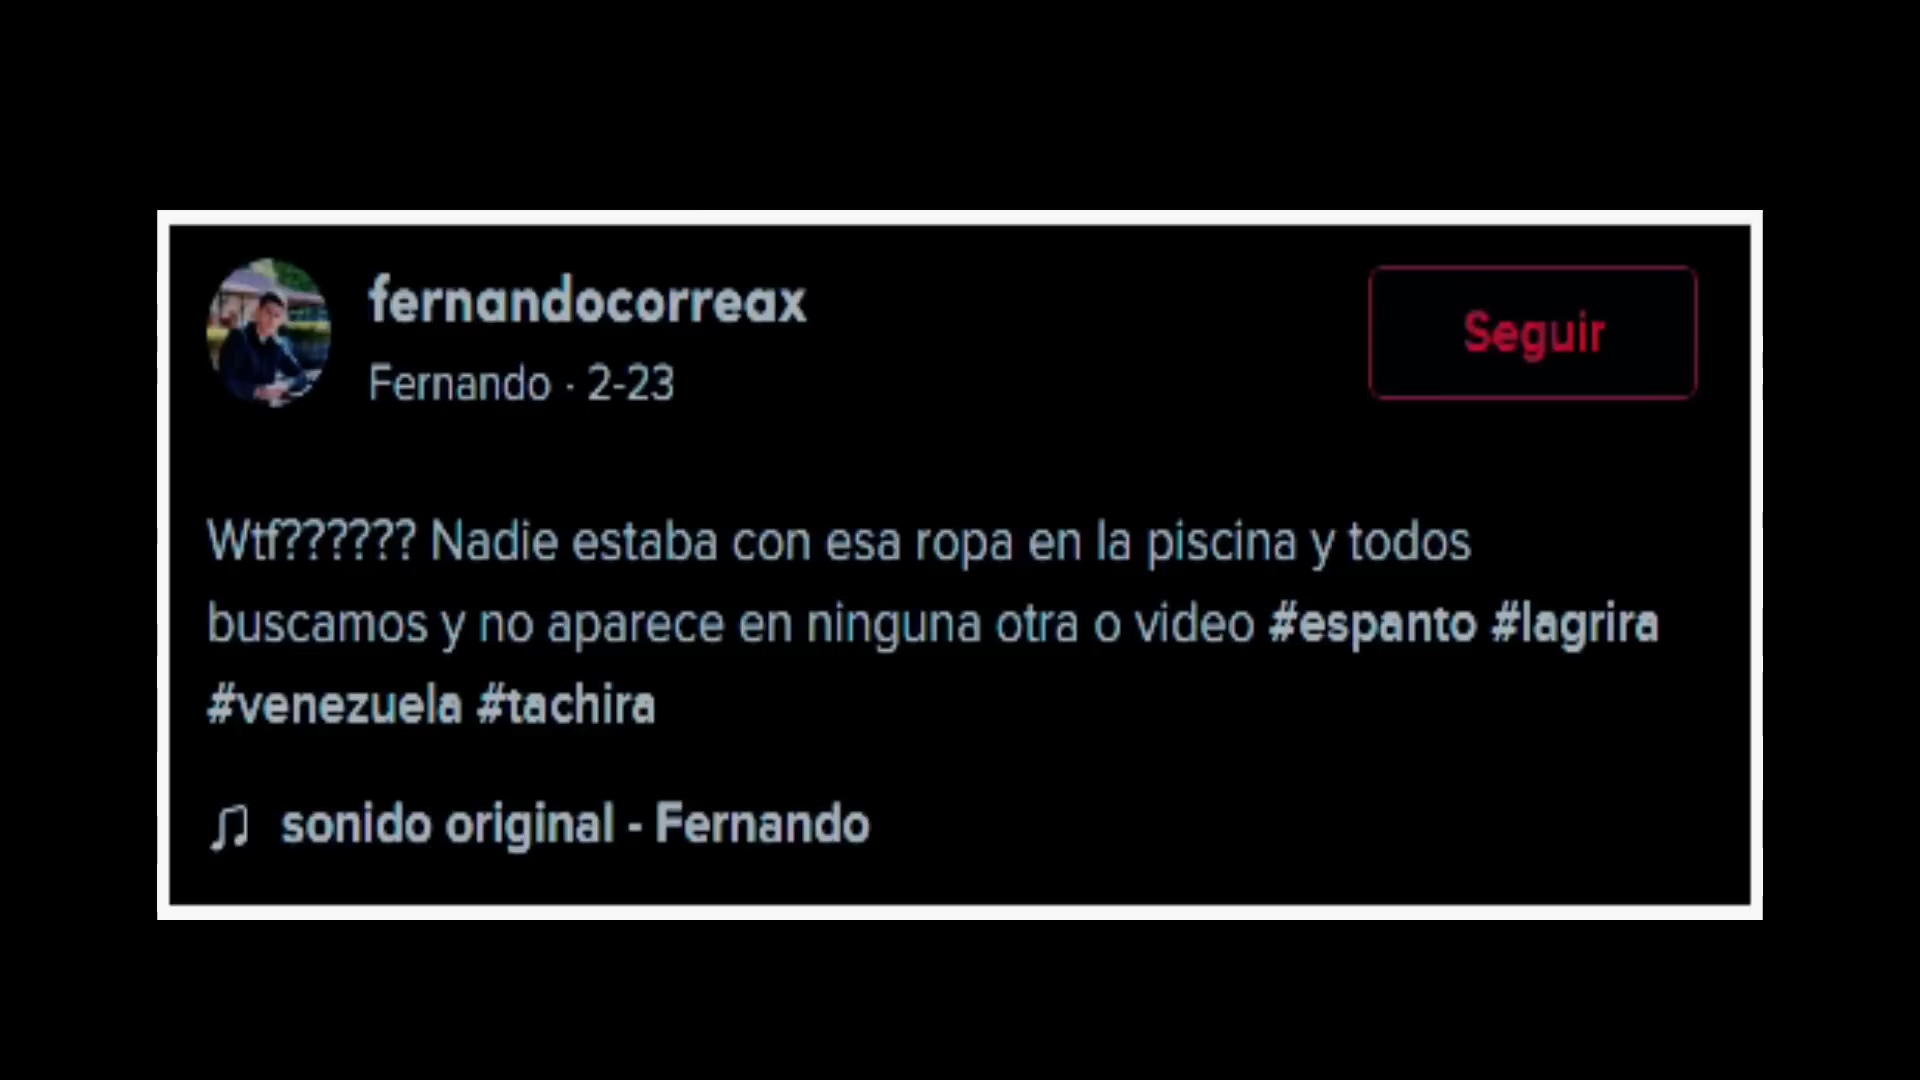 fernandocorreax
Fernando · 2-23
Seguir
Wtf?????? Nadie estaba con esa ropa en la piscina y todos
buscamos y no aparece en ninguna otra o video #espanto #lagrira
#venezuela #tachira
sonido original - Fernando